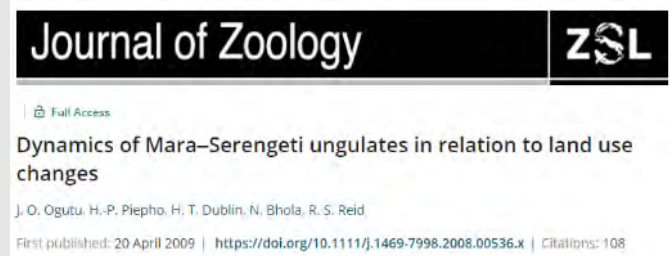 Journal of Zoology
ZSL
Full Access
Dynamics of Mara–Serengeti ungulates in relation to land use
changes
J. O. Ogutu, H.-P. Piepho, H. T. Dublin, N. Bhola, R. S. Reid
First published: 20 April 2009 | https://doi.org/10.1111/j.1469-7998.2008.00536.x | Citations: 108